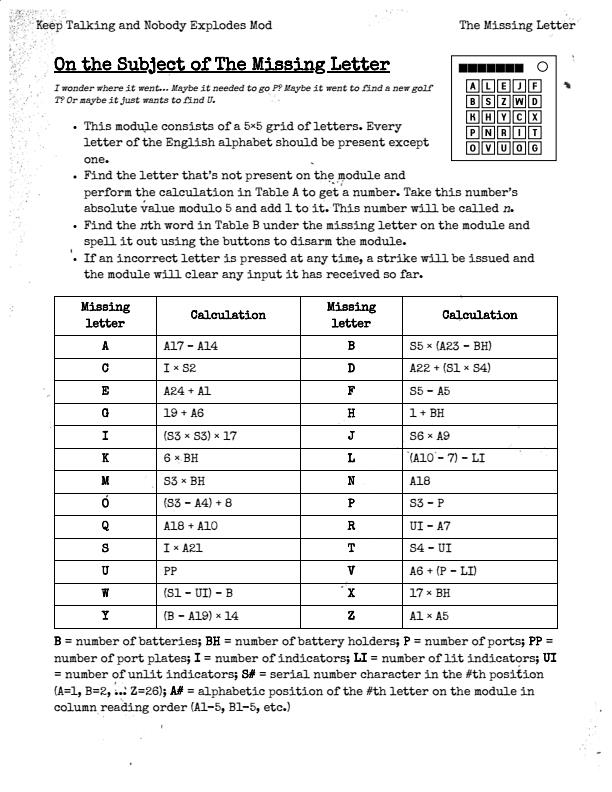 Keep Talking and Nobody Explodes Mod
The Missing Letter
On the Subject of The Missing Letter
I wonder where it went... Maybe it needed to go P? Maybe it went to find a new golf
T? Or maybe it just wants to find U.
A L E J F
B S Z W D
K H Y C X
P N R I T
O V U O G
• This module consists of a 5×5 grid of letters. Every
letter of the English alphabet should be present except
one.
• Find the letter that's not present on the module and
perform the calculation in Table A to get a number. Take this number's
absolute value modulo 5 and add 1 to it. This number will be called n.
• Find the nth word in Table B under the missing letter on the module and
spell it out using the buttons to disarm the module.
• If an incorrect letter is pressed at any time, a strike will be issued and
the module will clear any input it has received so far.
Missing letter Calculation Missing letter Calculation
A A17 - A14 B S5 × (A23 - BH)
C I × S2 D A22 + (S1 × S4)
E A24 + A1 F S5 - A5
G 19 + A6 H 1 + BH
I (S3 × S3) × 17 J S6 × A9
K 6 × BH L (A10 - 7) - LI
M S3 × BH N A18
O (S3 - A4) + 8 P S3 - P
Q A18 + A10 R UI - A7
S I × A21 T S4 - UI
U PP V A6 + (P - LI)
W (S1 - UI) - B X 17 × BH
Y (B - A19) × 14 Z A1 × A5
B = number of batteries; BH = number of battery holders; P = number of ports; PP =
number of port plates; I = number of indicators; LI = number of lit indicators; UI
= number of unlit indicators; S# = serial number character in the #th position
(A=1, B=2, ...; Z=26); A# = alphabetic position of the #th letter on the module in
column reading order (A1-5, B1-5, etc.)